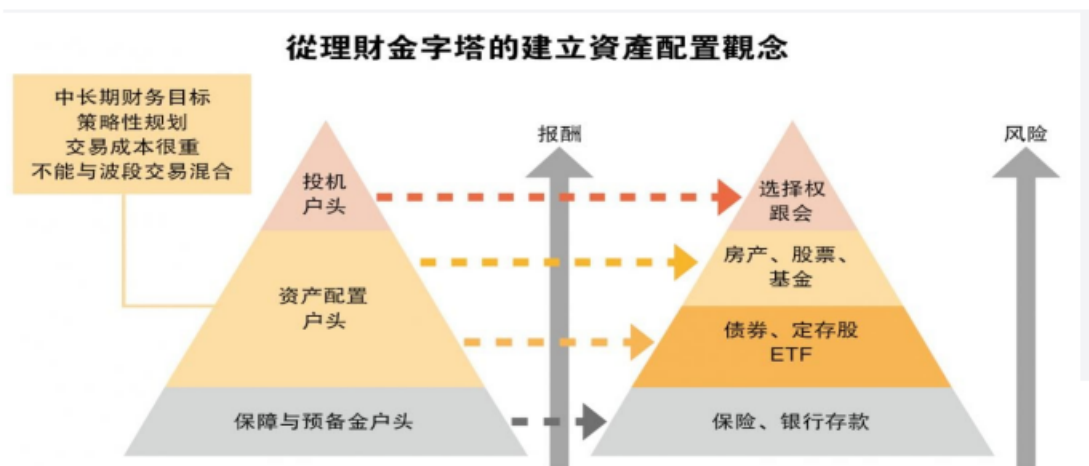 從理財金字塔的建立資產配置觀念
中长期财务目标
策略性规划
交易成本很重
不能与波段交易混合
投机
户头
资产配置
户头
保障与预备金户头
报酬
选择权
跟会
房产、股票、
基金
债券、定存股
ETF
保险、银行存款
风险